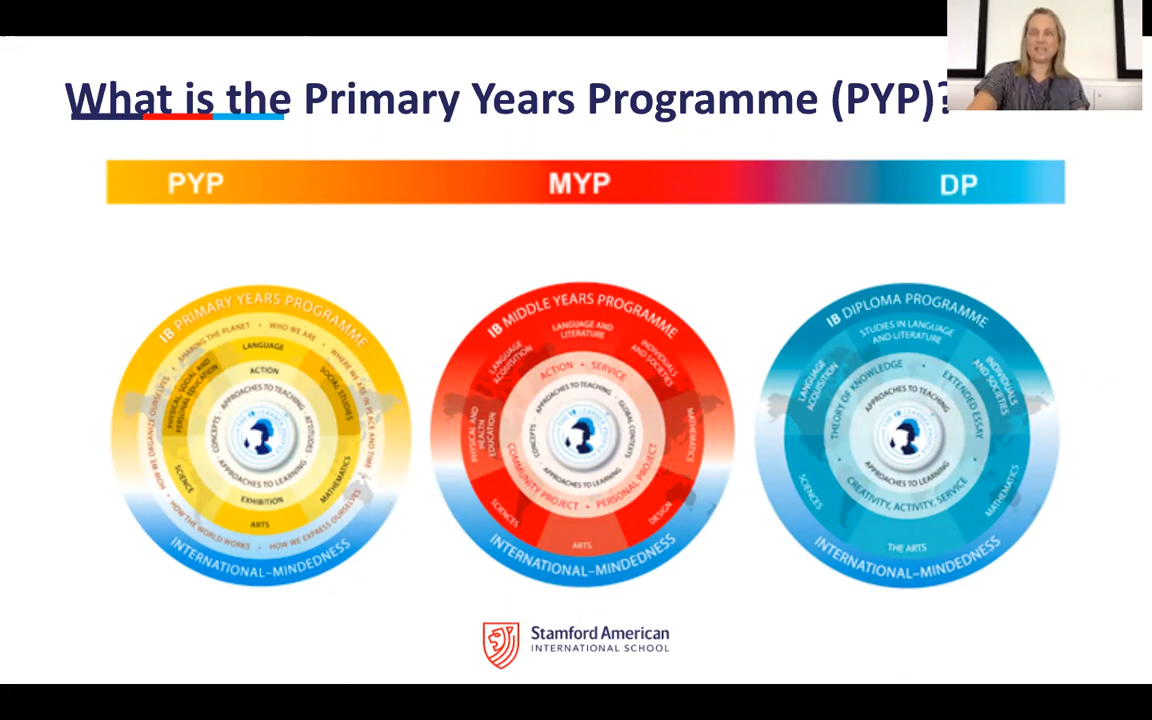 What is the Primary Years Programme (PYP)?
PYP
MYP
DP
IB PRIMARY YEARS PROGRAMME
SHARING THE PLANET • WHO WE ARE • WHERE WE ARE IN PLACE AND TIME
HOW WE ORGANIZE OURSELVES • HOW THE WORLD WORKS • HOW WE EXPRESS OURSELVES
LANGUAGE
SOCIAL STUDIES
MATHEMATICS
ARTS
SCIENCE
PHYSICAL, SOCIAL AND
PERSONAL EDUCATION
ACTION
EXHIBITION
APPROACHES TO TEACHING
ATTITUDES
APPROACHES TO LEARNING
CONCEPTS
INTERNATIONAL–MINDEDNESS
IB MIDDLE YEARS PROGRAMME
LANGUAGE AND
LITERATURE
INDIVIDUALS
AND SOCIETIES
MATHEMATICS
DESIGN
ARTS
SCIENCES
PHYSICAL AND
HEALTH
EDUCATION
LANGUAGE
ACQUISITION
ACTION • SERVICE
COMMUNITY PROJECT • PERSONAL PROJECT
APPROACHES TO TEACHING
GLOBAL CONTEXTS
APPROACHES TO LEARNING
CONCEPTS
INTERNATIONAL–MINDEDNESS
IB DIPLOMA PROGRAMME
STUDIES IN LANGUAGE
AND LITERATURE
INDIVIDUALS
AND SOCIETIES
MATHEMATICS
THE ARTS
SCIENCES
LANGUAGE
ACQUISITION
THEORY OF KNOWLEDGE • EXTENDED ESSAY
CREATIVITY, ACTIVITY, SERVICE
APPROACHES TO TEACHING
APPROACHES TO LEARNING
INTERNATIONAL–MINDEDNESS
Stamford American
INTERNATIONAL SCHOOL